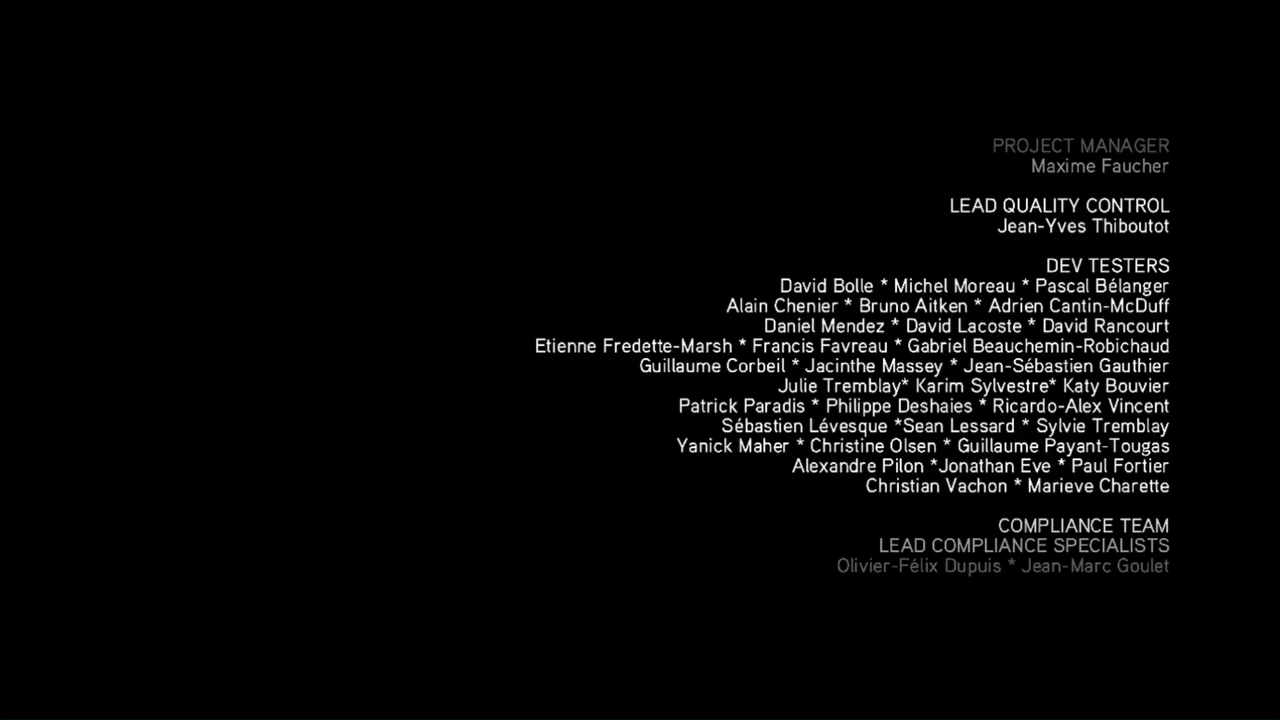 PROJECT MANAGER
Maxime Faucher
LEAD QUALITY CONTROL
Jean-Yves Thiboutot
DEV TESTERS
David Bolle * Michel Moreau * Pascal Bélanger
Alain Chenier * Bruno Aitken * Adrien Cantin-McDuff
Daniel Mendez * David Lacoste * David Rancourt
Etienne Fredette-Marsh * Francis Favreau * Gabriel Beauchemin-Robichaud
Guillaume Corbeil * Jacinthe Massey * Jean-Sébastien Gauthier
Julie Tremblay* Karim Sylvestre* Katy Bouvier
Patrick Paradis * Philippe Deshaies * Ricardo-Alex Vincent
Sébastien Lévesque *Sean Lessard * Sylvie Tremblay
Yanick Maher * Christine Olsen * Guillaume Payant-Tougas
Alexandre Pilon *Jonathan Eve * Paul Fortier
Christian Vachon * Marieve Charette
COMPLIANCE TEAM
LEAD COMPLIANCE SPECIALISTS
Olivier-Félix Dupuis * Jean-Marc Goulet